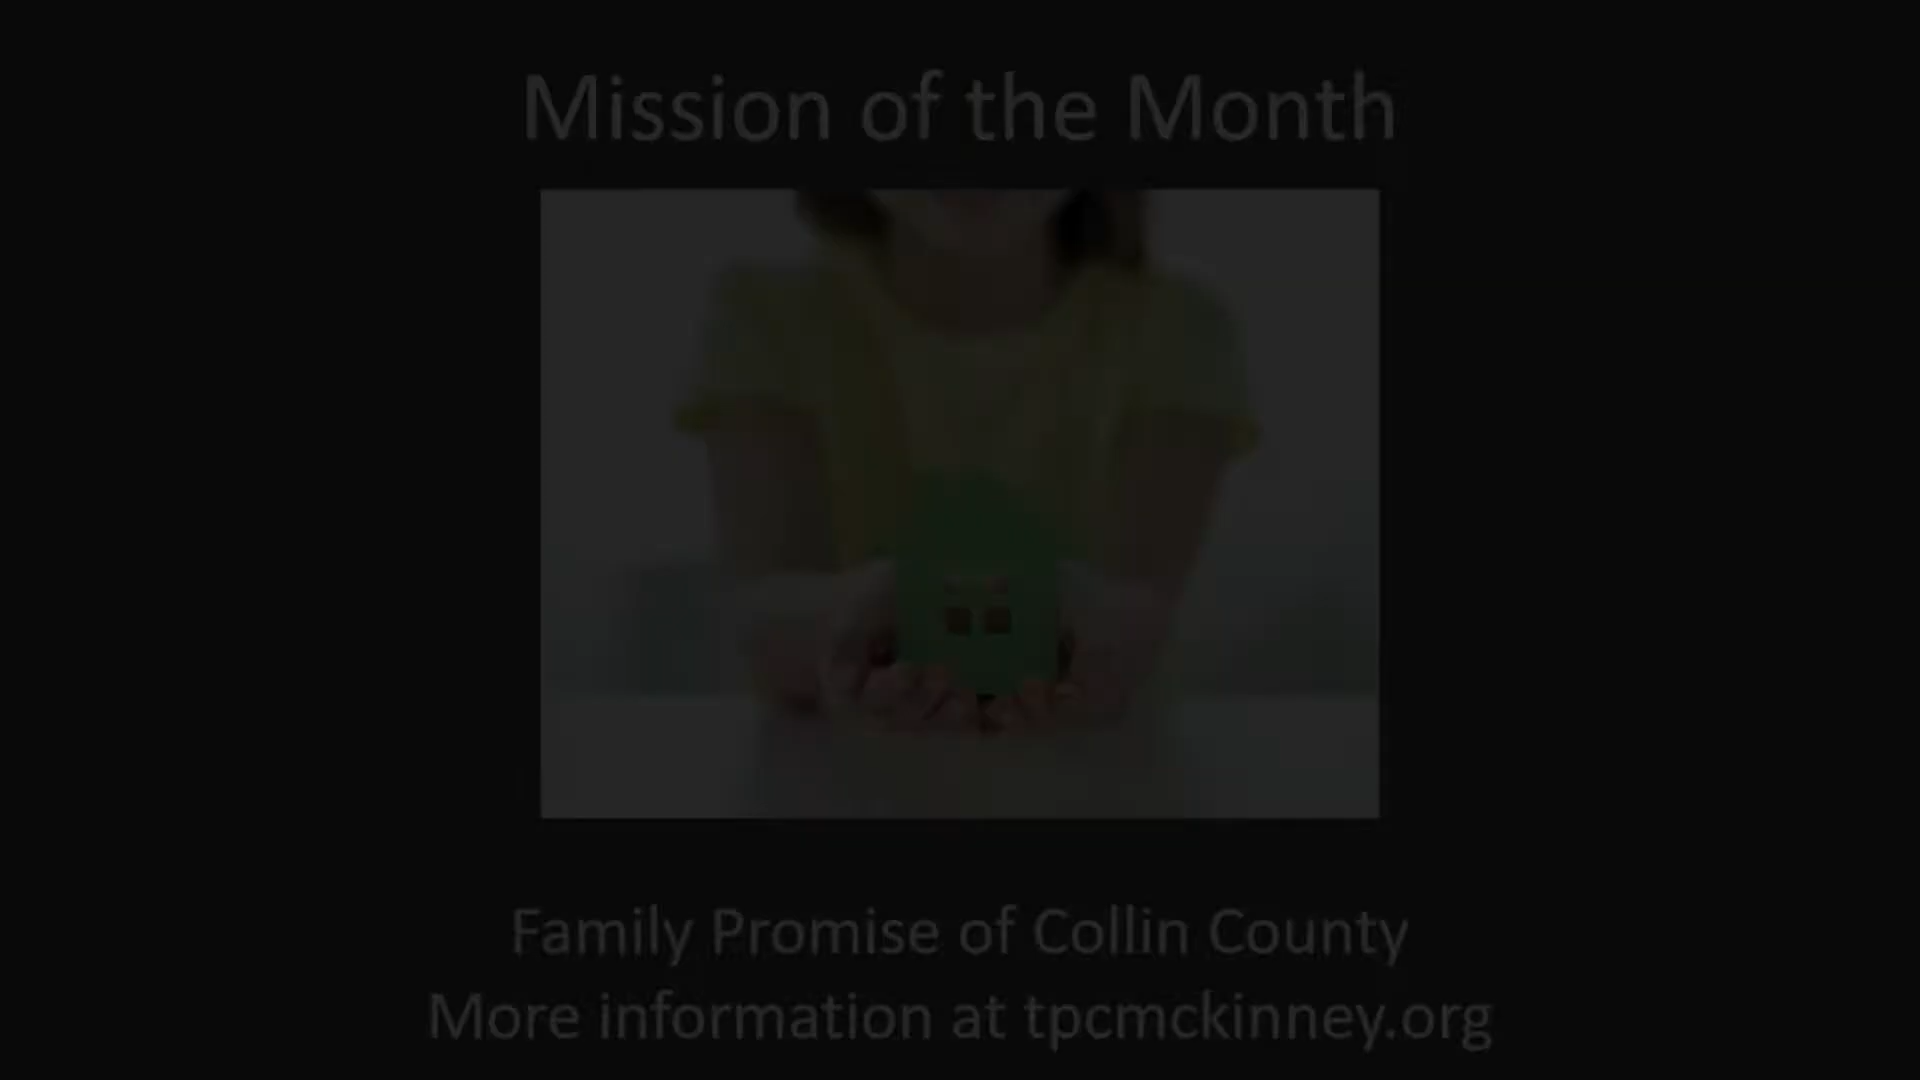 Mission of the Month
Family Promise of Collin County
More information at tpcmckinney.org